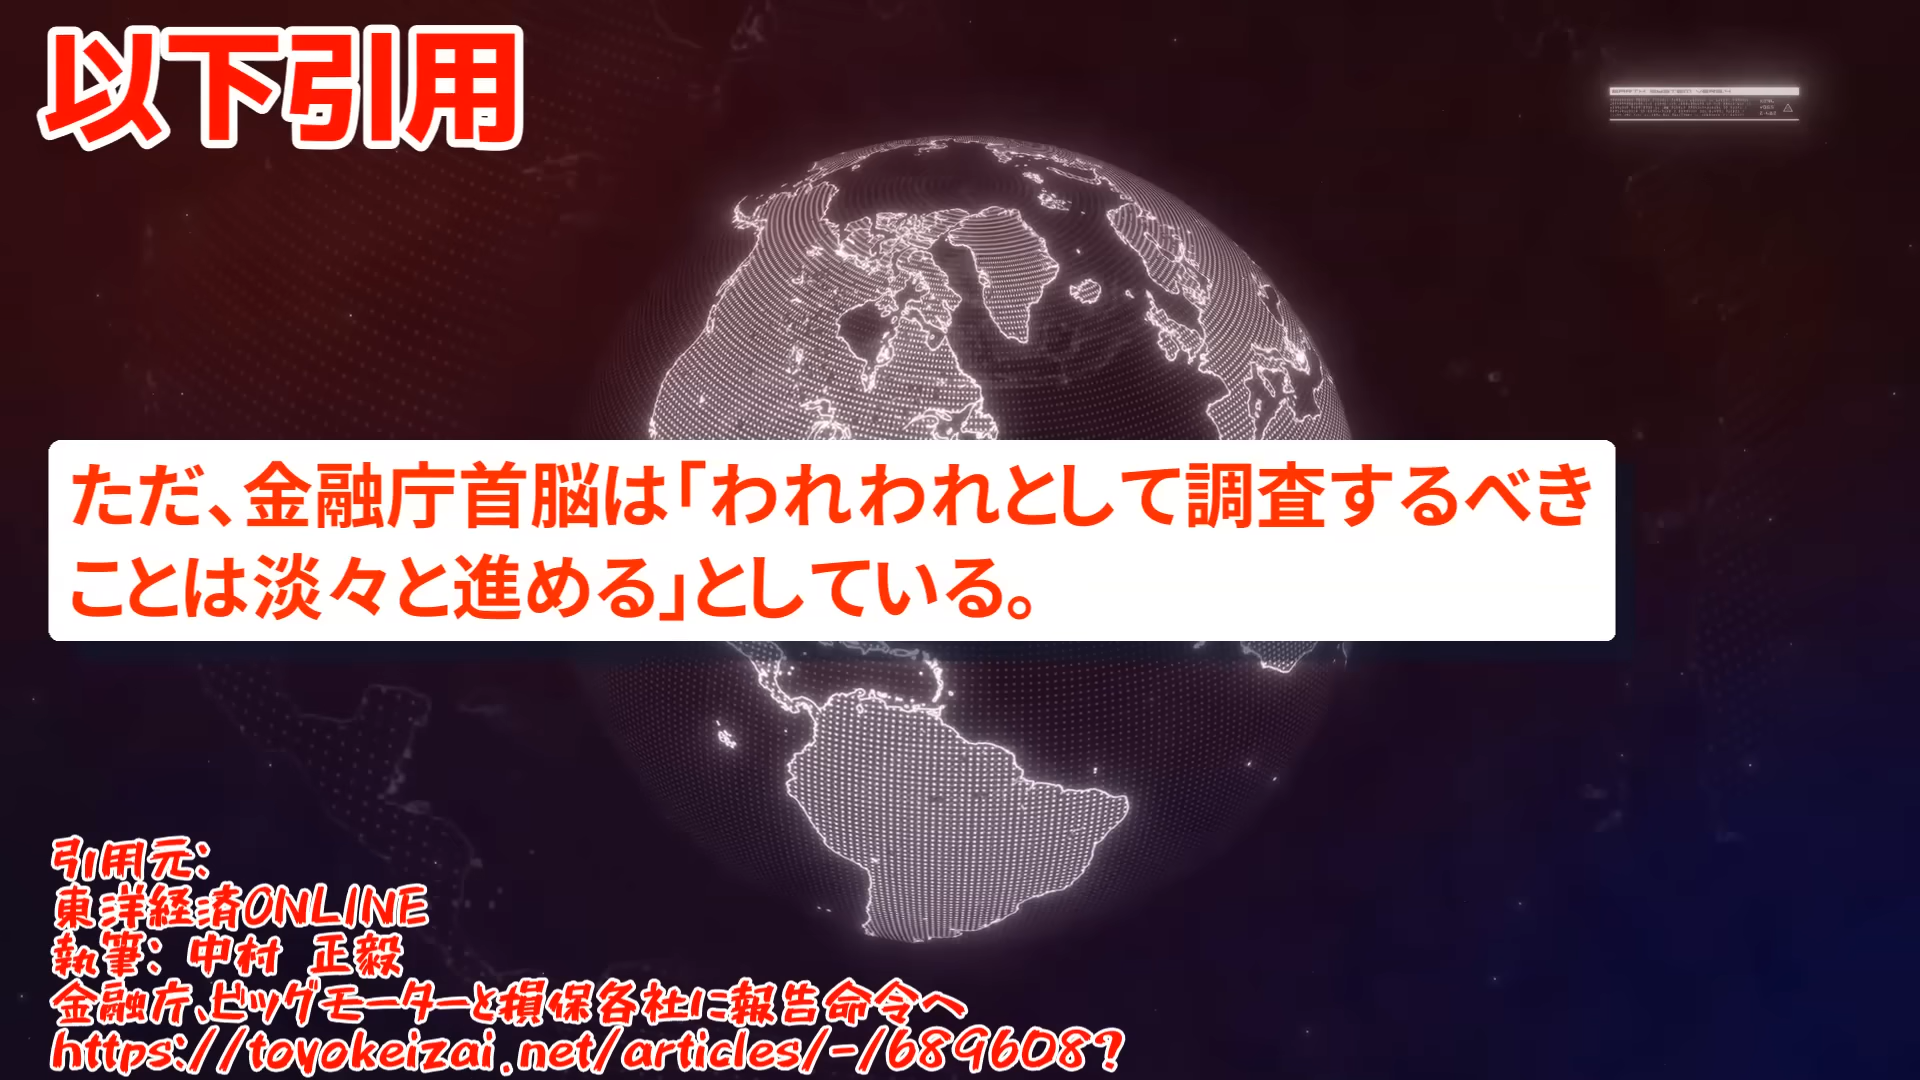 以下引用
ただ、金融庁首脳は「われわれとして調査するべき
ことは淡々と進める」としている。
引用元:
東洋経済ONLINE
執筆: 中村 正毅
金融庁、ビッグモーターと損保各社に報告命令へ
https://toyokeizai.net/articles/-/689608?